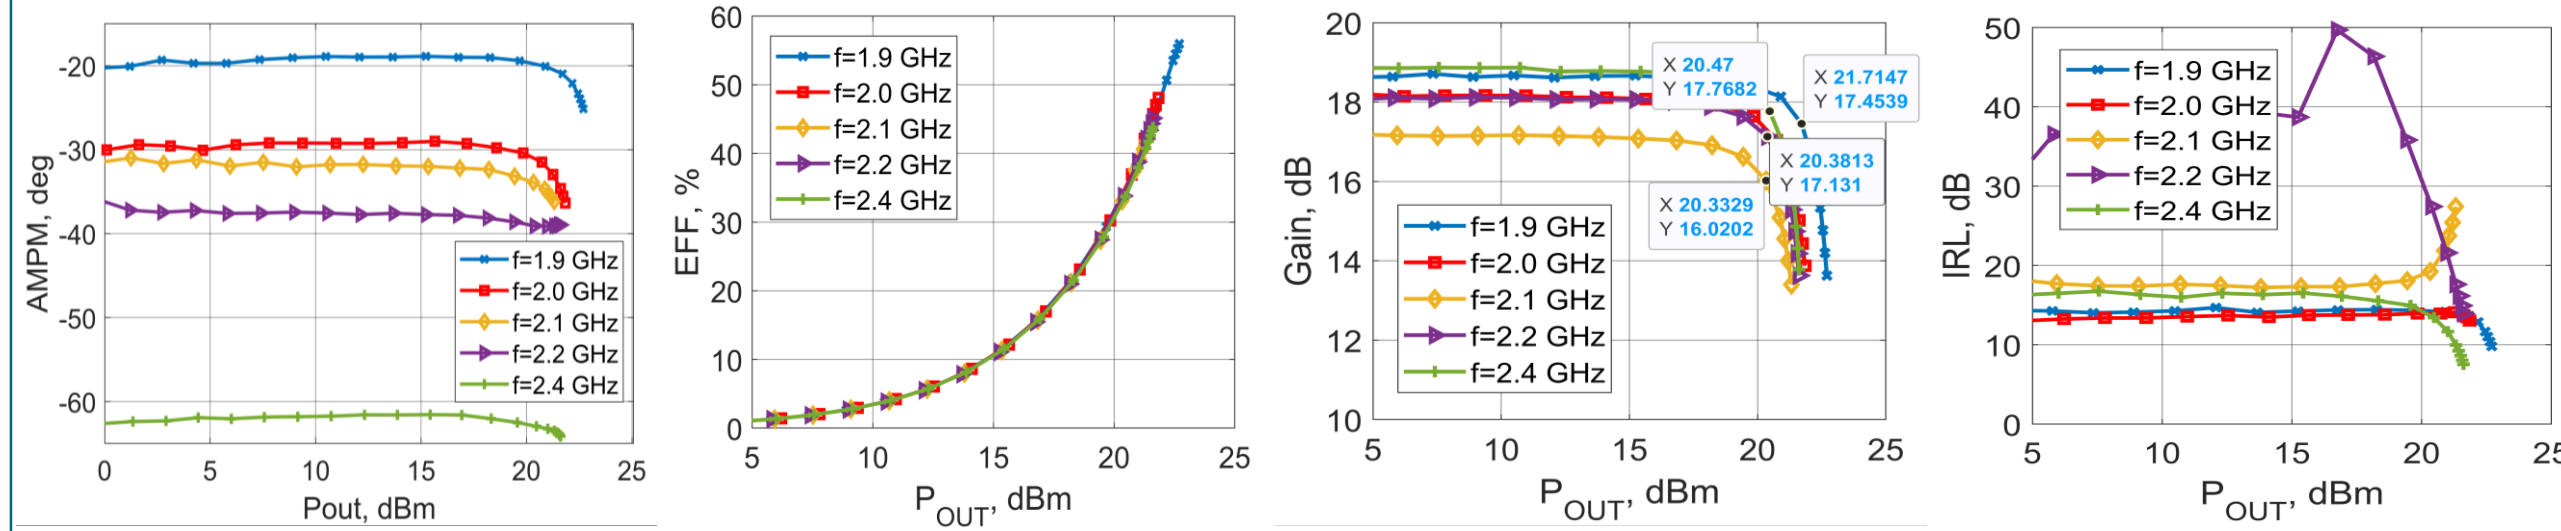 -20
-30
-40
-50
-60
0 5 10 15 20 25
AMPM, deg
Pout, dBm
f=1.9 GHz
f=2.0 GHz
f=2.1 GHz
f=2.2 GHz
f=2.4 GHz
60
50
40
30
20
10
0
5 10 15 20 25
EFF, %
P_OUT, dBm
f=1.9 GHz
f=2.0 GHz
f=2.1 GHz
f=2.2 GHz
f=2.4 GHz
20
18
16
14
12
10
5 10 15 20 25
Gain, dB
P_OUT, dBm
X 20.47
Y 17.7682
X 21.7147
Y 17.4539
X 20.3813
Y 17.131
X 20.3329
Y 16.0202
f=1.9 GHz
f=2.0 GHz
f=2.1 GHz
f=2.2 GHz
f=2.4 GHz
50
40
30
20
10
0
5 10 15 20 25
IRL, dB
P_OUT, dBm
f=1.9 GHz
f=2.0 GHz
f=2.1 GHz
f=2.2 GHz
f=2.4 GHz